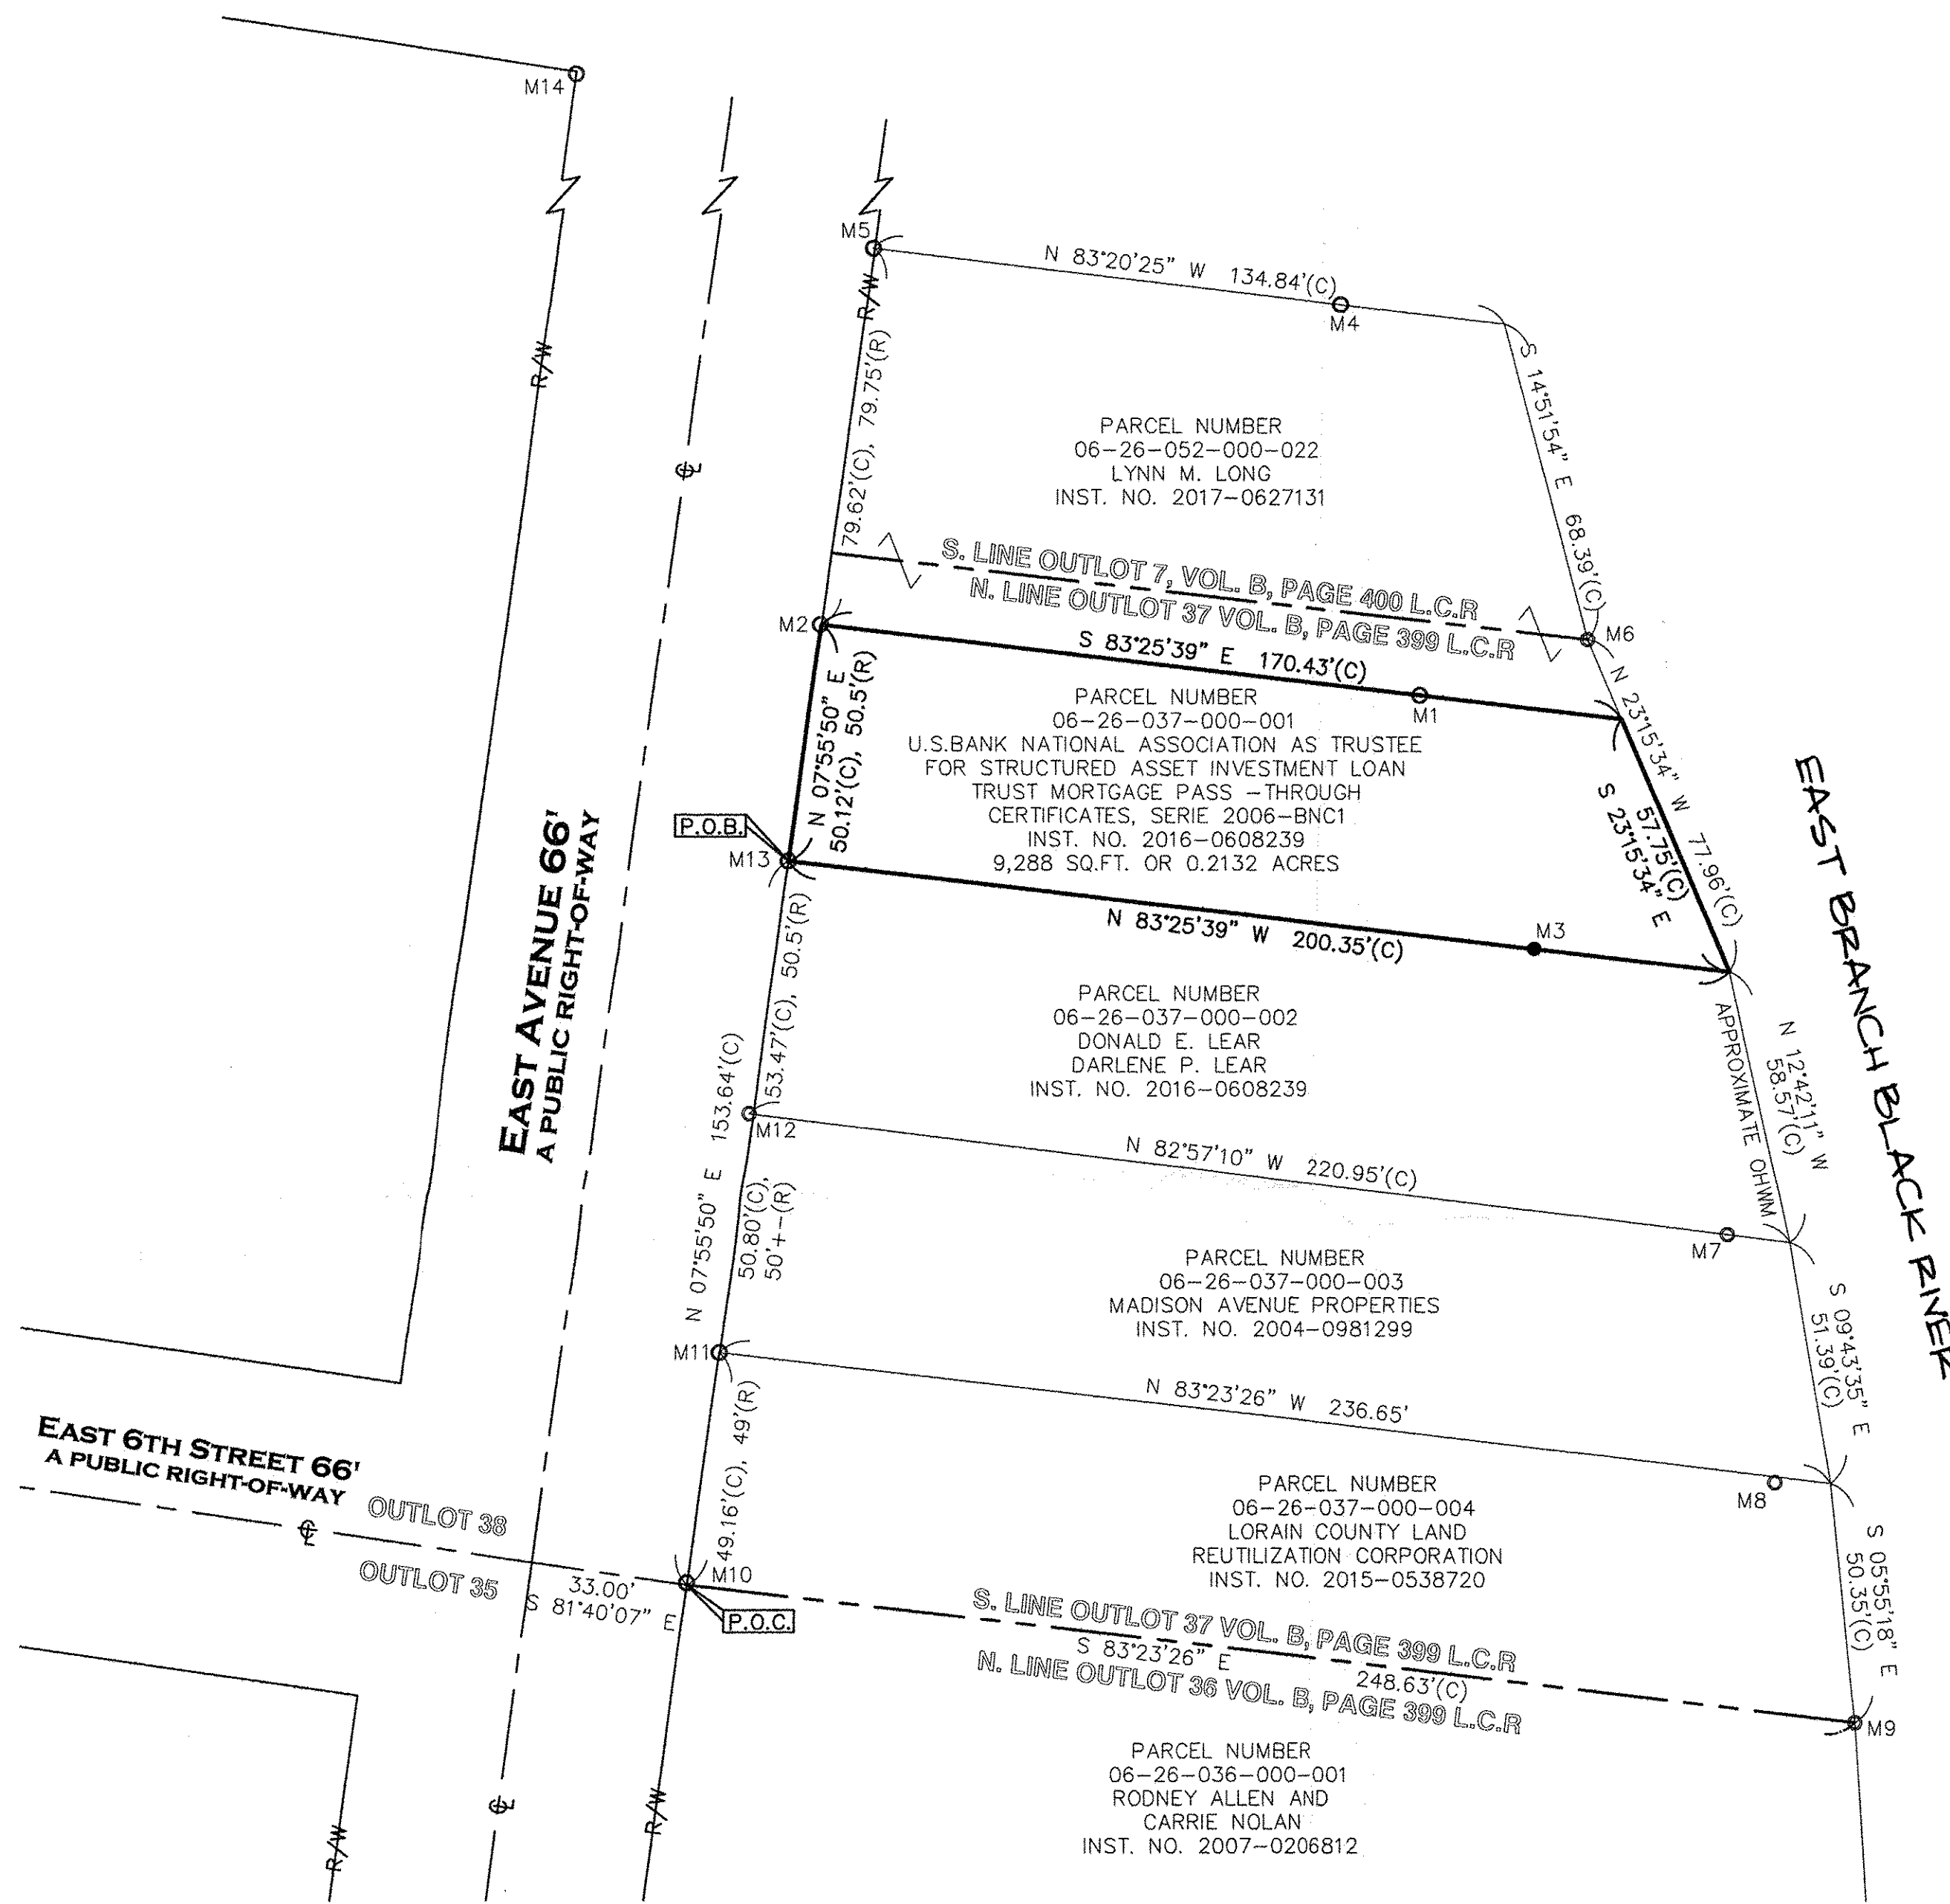 M14
M5
N 83°20'25" W 134.84'(C)
M4
R/W
R/W
79.62'(C), 79.75'(R)
S 14°51'54" E 68.39'(C)
PARCEL NUMBER
06-26-052-000-022
LYNN M. LONG
INST. NO. 2017-0627131
S. LINE OUTLOT 7, VOL. B, PAGE 400 L.C.R
N. LINE OUTLOT 37 VOL. B, PAGE 399 L.C.R
M2
M6
S 83°25'39" E 170.43'(C)
M1
N 07°55'50" E
50.12'(C), 50.5'(R)
PARCEL NUMBER
06-26-037-000-001
U.S.BANK NATIONAL ASSOCIATION AS TRUSTEE
FOR STRUCTURED ASSET INVESTMENT LOAN
TRUST MORTGAGE PASS -THROUGH
CERTIFICATES, SERIE 2006-BNC1
INST. NO. 2016-0608239
9,288 SQ.FT. OR 0.2132 ACRES
N 23°15'34" W 77.96'(C)
57.75'(C)
S 23°15'34" E
P.O.B.
M13
EAST AVENUE 66'
A PUBLIC RIGHT-OF-WAY
EAST BRANCH BLACK RIVER
N 83°25'39" W 200.35'(C)
M3
53.47'(C), 50.5'(R)
PARCEL NUMBER
06-26-037-000-002
DONALD E. LEAR
DARLENE P. LEAR
INST. NO. 2016-0608239
APPROXIMATE OHWM
N 12°42'11" W
58.57'(C)
N 07°55'50" E 153.64'(C)
M12
N 82°57'10" W 220.95'(C)
M7
50.80'(C),
50'+-(R)
PARCEL NUMBER
06-26-037-000-003
MADISON AVENUE PROPERTIES
INST. NO. 2004-0981299
S 09°43'35" E
51.39'(C)
M11
N 83°23'26" W 236.65'
M8
EAST 6TH STREET 66'
A PUBLIC RIGHT-OF-WAY
OUTLOT 38
OUTLOT 35
49.16'(C), 49'(R)
PARCEL NUMBER
06-26-037-000-004
LORAIN COUNTY LAND
REUTILIZATION CORPORATION
INST. NO. 2015-0538720
S 05°55'18" E
50.35'(C)
M10
33.00'
S 81°40'07" E
P.O.C.
S. LINE OUTLOT 37 VOL. B, PAGE 399 L.C.R
S 83°23'26" E
248.63'(C)
N. LINE OUTLOT 36 VOL. B, PAGE 399 L.C.R
M9
PARCEL NUMBER
06-26-036-000-001
RODNEY ALLEN AND
CARRIE NOLAN
INST. NO. 2007-0206812
R/W
R/W